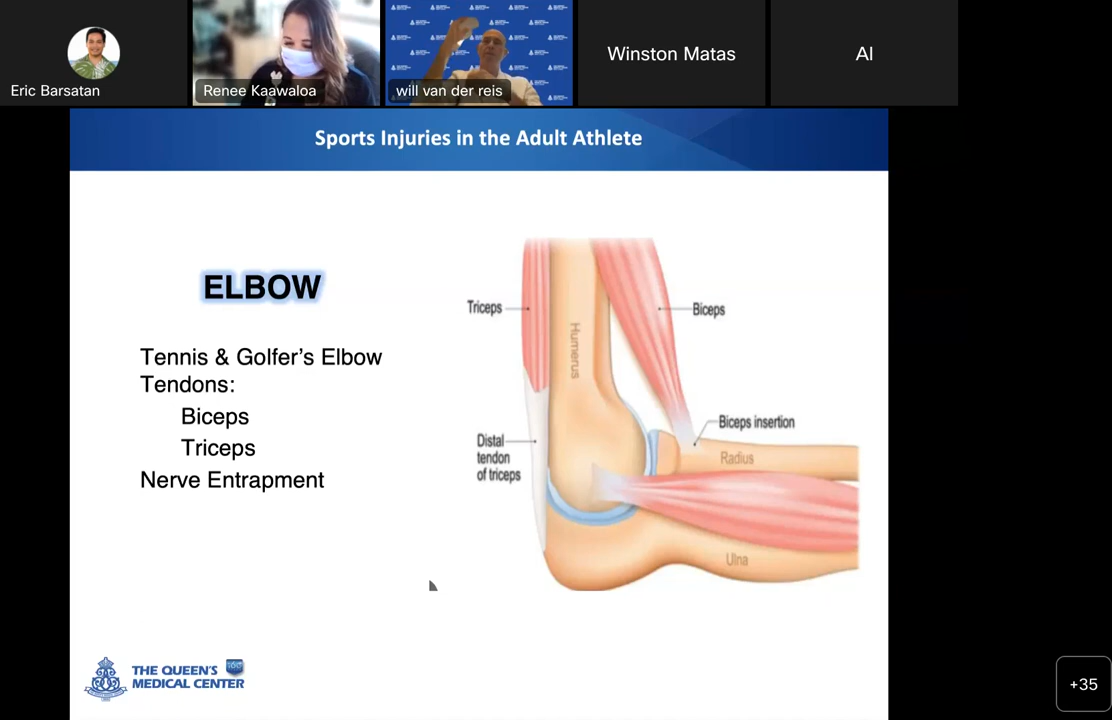 Eric Barsatan
Renee Kaawaloa
will van der reis
Winston Matas
AI
Sports Injuries in the Adult Athlete
ELBOW
Tennis & Golfer's Elbow
Tendons:
Biceps
Triceps
Nerve Entrapment
Triceps
Humerus
Biceps
Biceps insertion
Distal
tendon
of triceps
Radius
Ulna
THE QUEEN'S
MEDICAL CENTER
+35